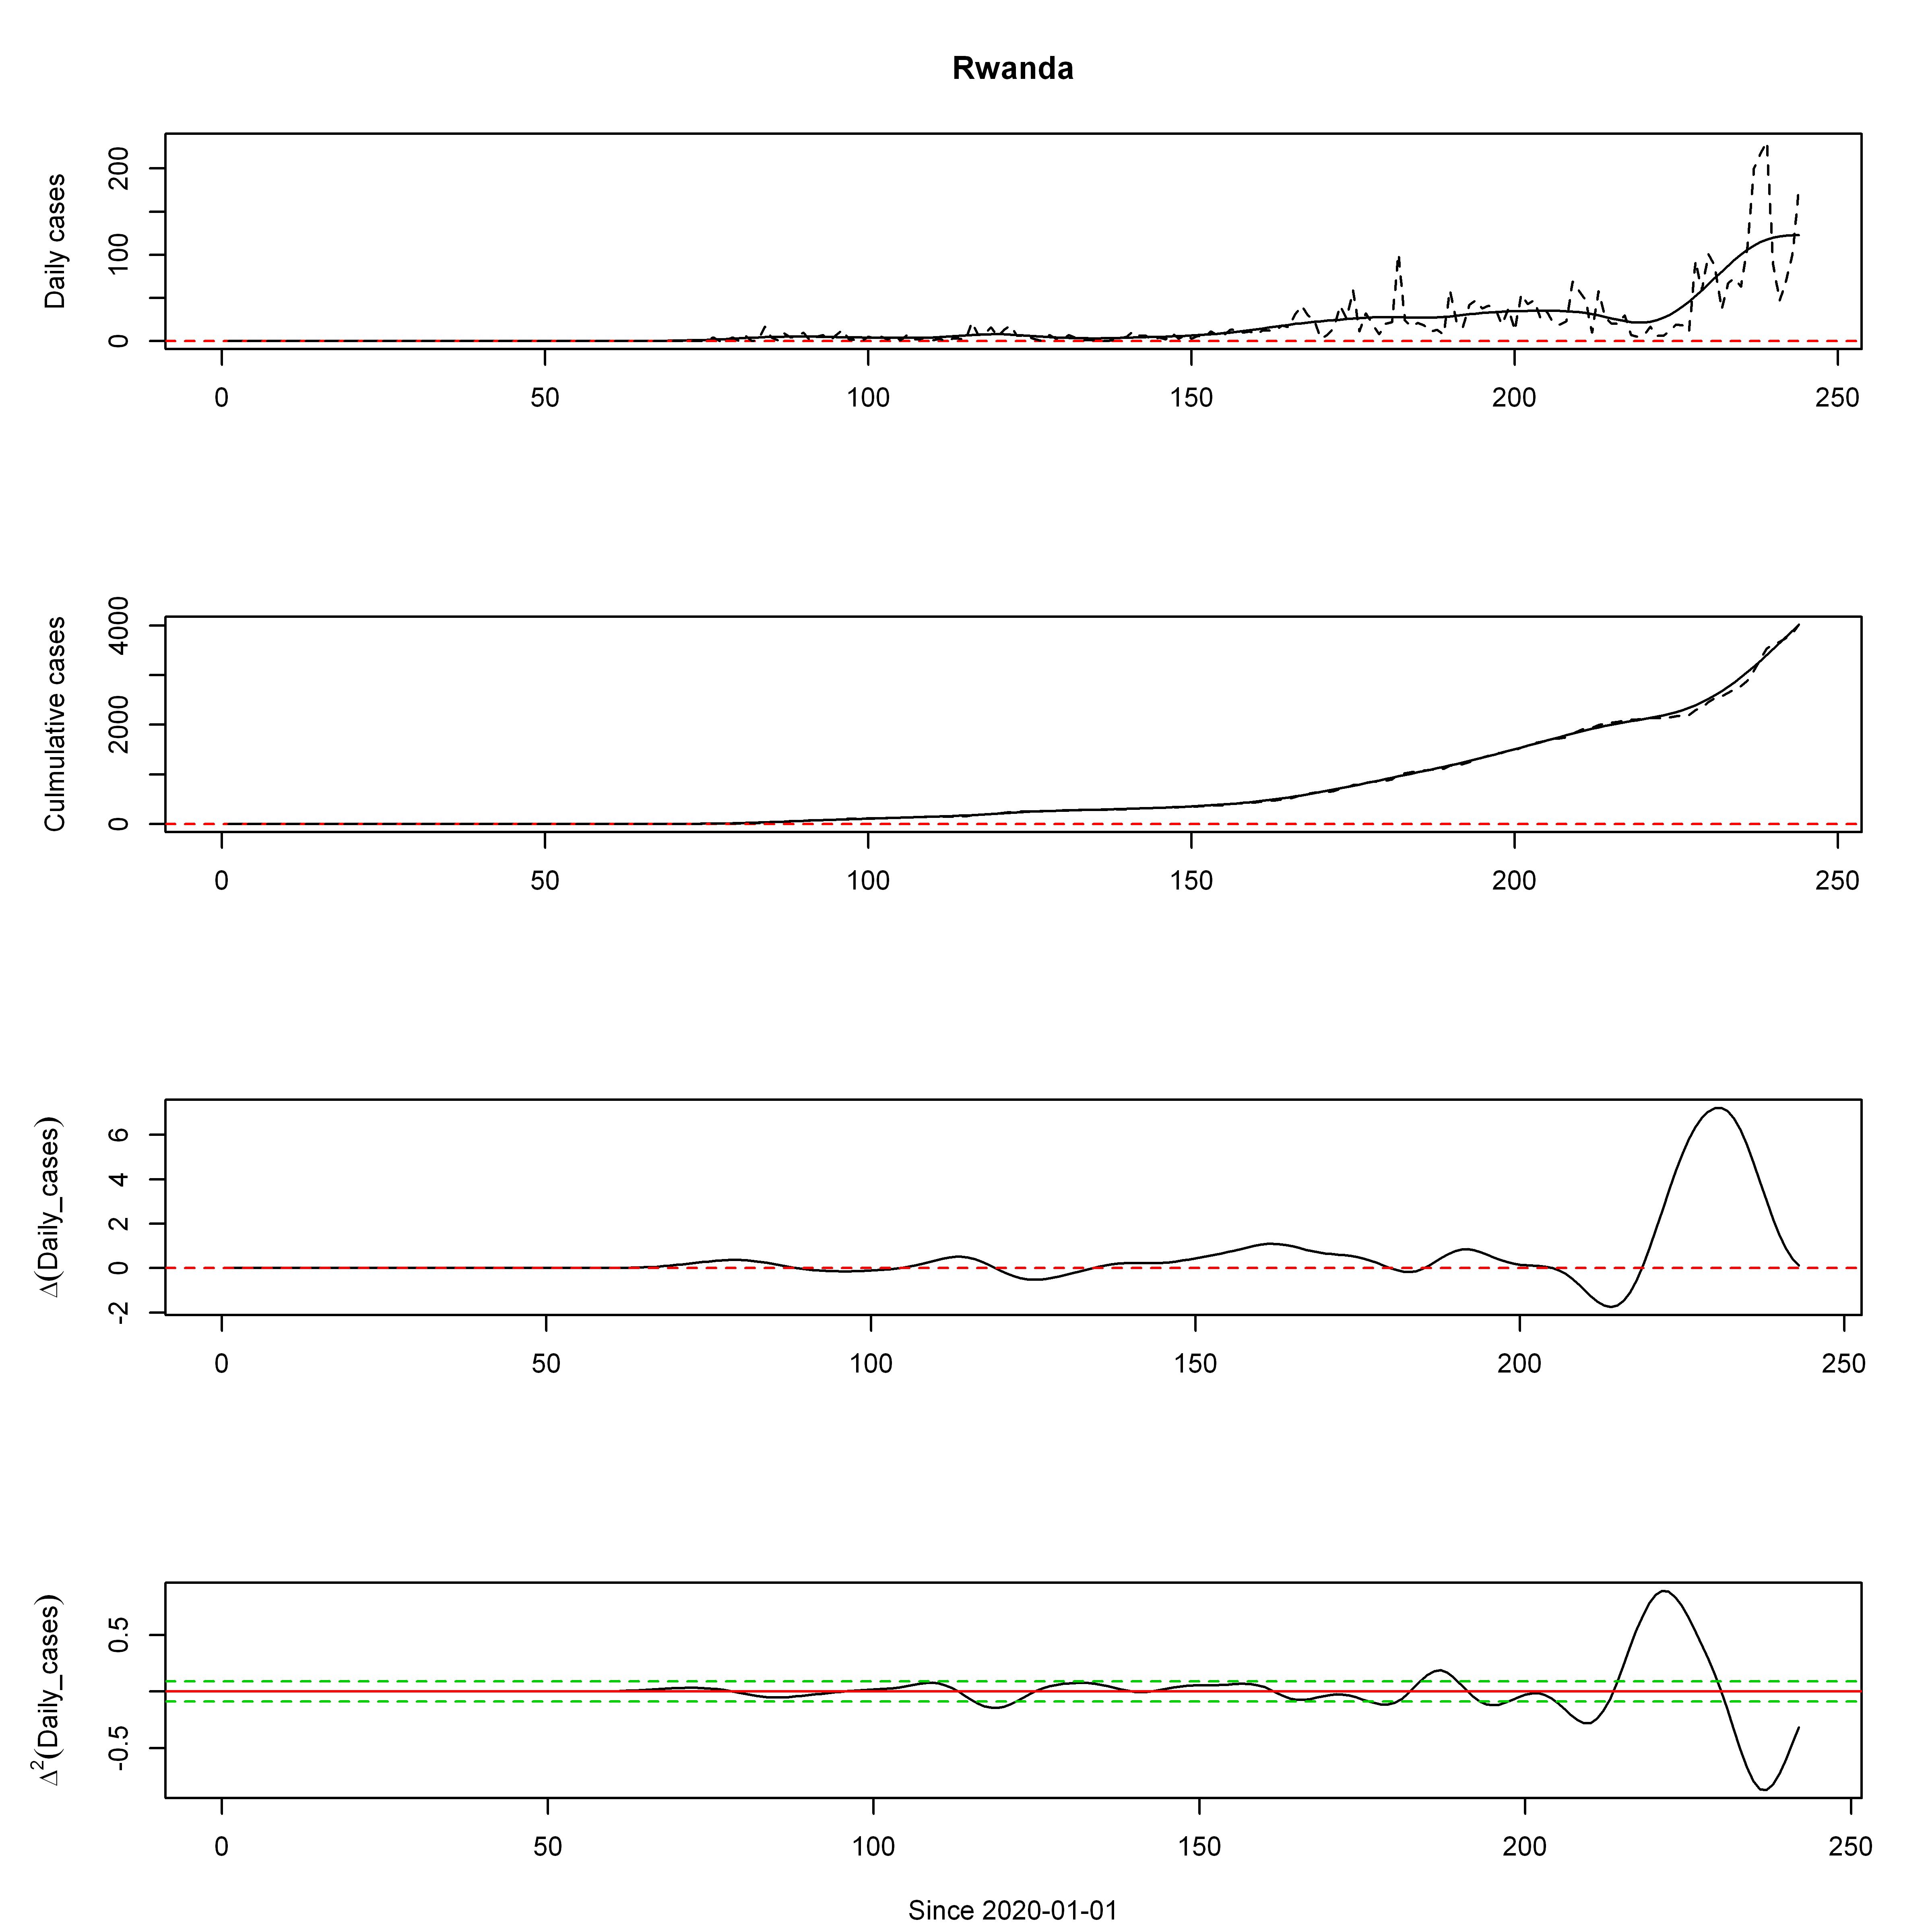 Rwanda
Daily cases
0 100 200
0 50 100 150 200 250
Culmulative cases
0 2000 4000
0 50 100 150 200 250
Δ(Daily_cases)
-2 0 2 4 6
0 50 100 150 200 250
Δ²(Daily_cases)
-0.5 0.5
0 50 100 150 200 250
Since 2020-01-01